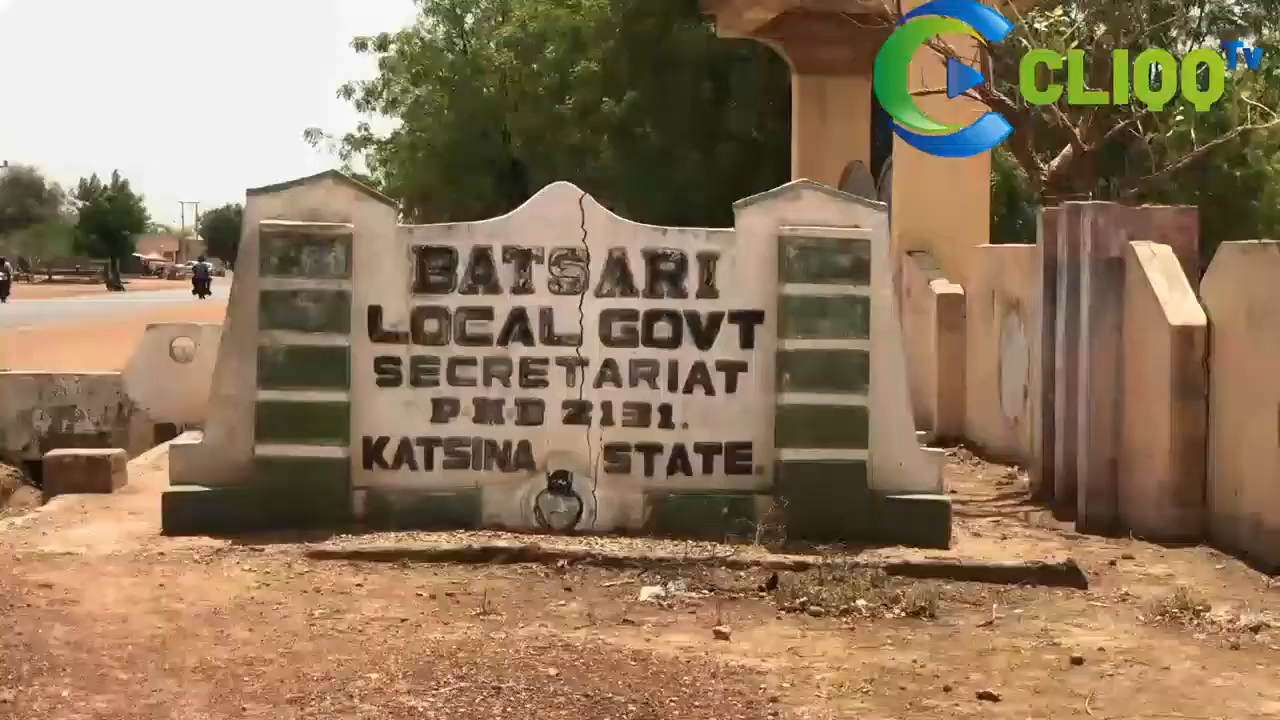 CLIQQ TV
BATSARI
LOCAL GOVT
SECRETARIAT
P.M.B 2131.
KATSINA STATE.